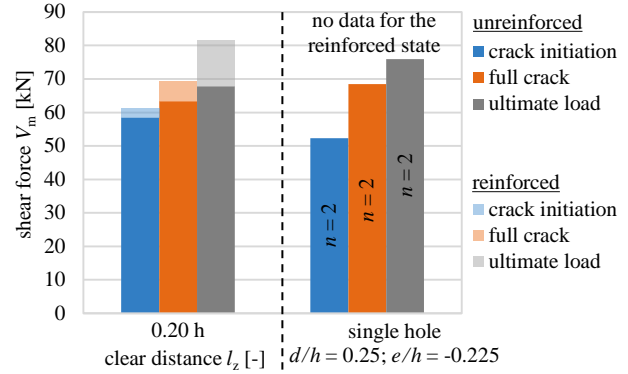 90
80
70
60
50
40
30
20
10
0
shear force Vm [kN]
no data for the
reinforced state
n = 2
n = 2
n = 2
0.20 h
clear distance lz [-]
single hole
d/h = 0.25; e/h = -0.225
unreinforced
crack initiation
full crack
ultimate load
reinforced
crack initiation
full crack
ultimate load